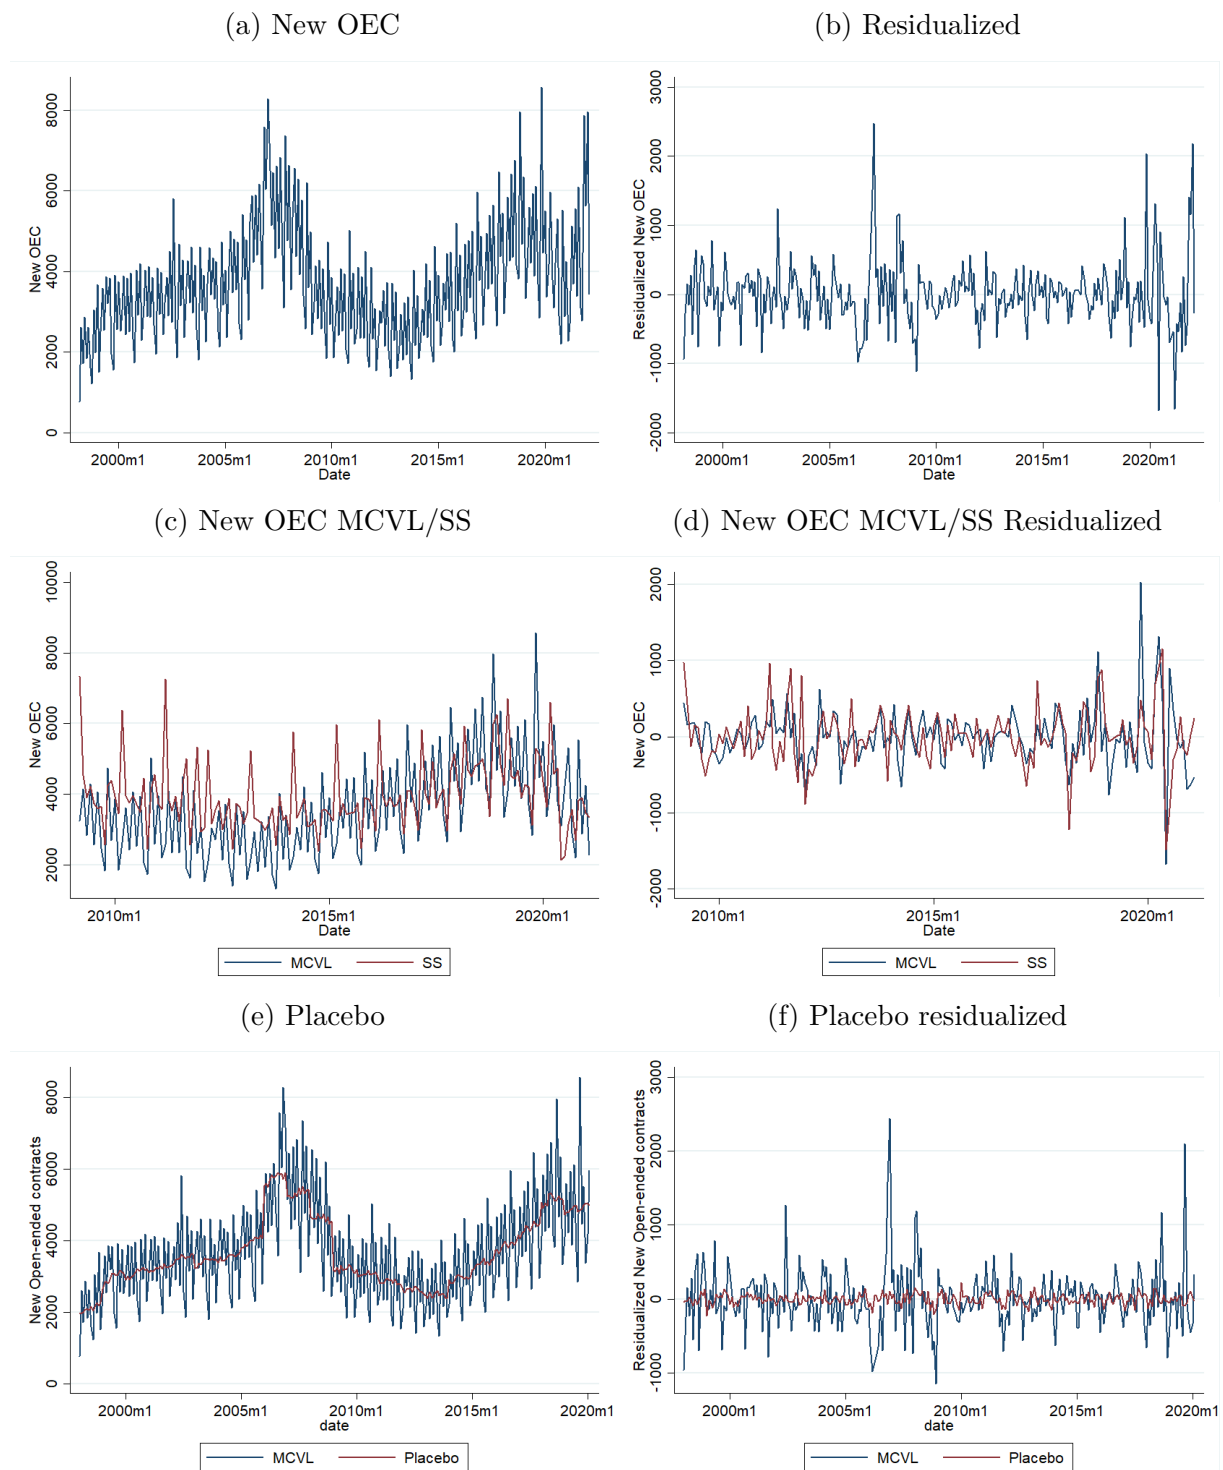 (a) New OEC
New OEC
8000
6000
4000
2000
0
2000m1 2005m1 2010m1 2015m1 2020m1
Date
(b) Residualized
Residualized New OEC
3000
2000
1000
0
-1000
-2000
2000m1 2005m1 2010m1 2015m1 2020m1
Date
(c) New OEC MCVL/SS
New OEC
10000
8000
6000
4000
2000
2010m1 2015m1 2020m1
Date
MCVL SS
(d) New OEC MCVL/SS Residualized
New OEC
2000
1000
0
-1000
-2000
2010m1 2015m1 2020m1
Date
MCVL SS
(e) Placebo
New Open-ended contracts
8000
6000
4000
2000
0
2000m1 2005m1 2010m1 2015m1 2020m1
date
MCVL Placebo
(f) Placebo residualized
Residualized New Open-ended contracts
3000
2000
1000
0
-1000
2000m1 2005m1 2010m1 2015m1 2020m1
date
MCVL Placebo